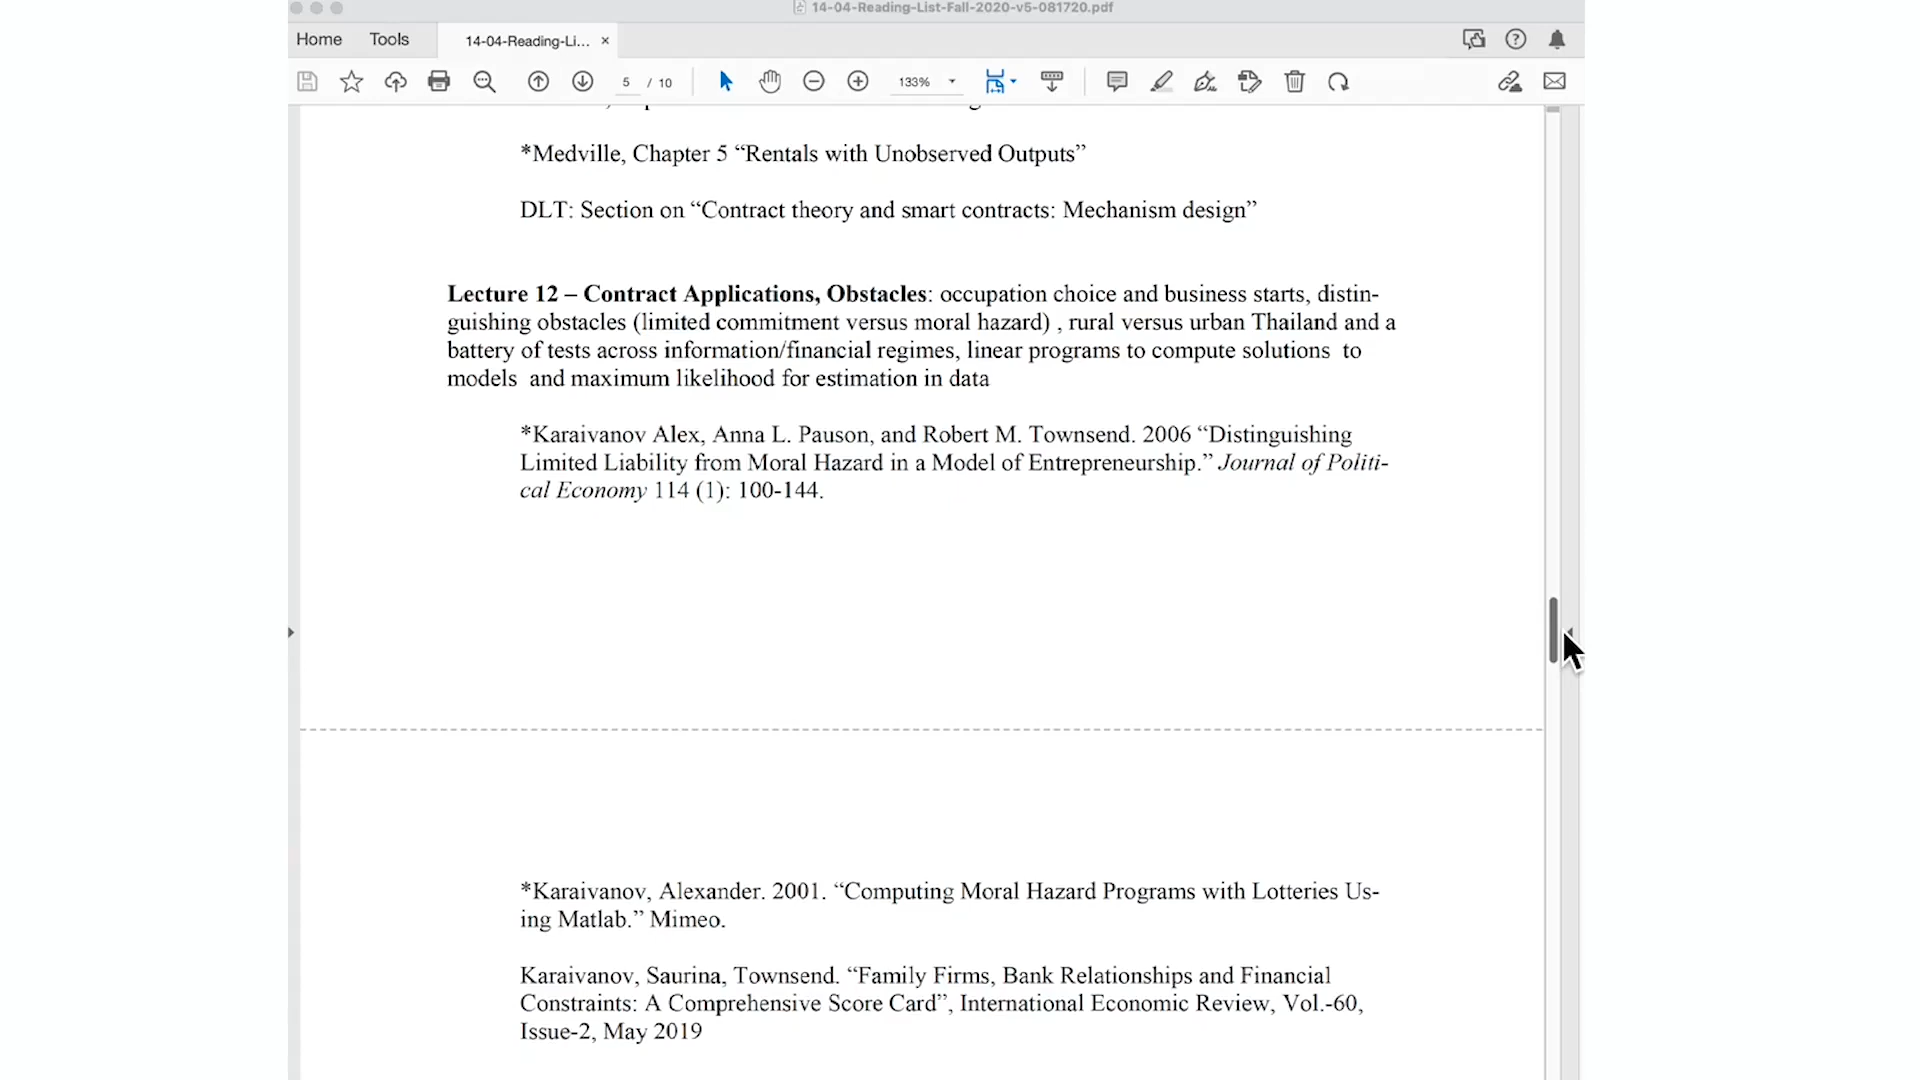 14-04-Reading-List-Fall-2020-v5-081720.pdf
Home Tools 14-04-Reading-Li... ×
5 / 10 133%
*Medville, Chapter 5 “Rentals with Unobserved Outputs”
DLT: Section on “Contract theory and smart contracts: Mechanism design”
Lecture 12 – Contract Applications, Obstacles: occupation choice and business starts, distin-
guishing obstacles (limited commitment versus moral hazard) , rural versus urban Thailand and a
battery of tests across information/financial regimes, linear programs to compute solutions to
models and maximum likelihood for estimation in data
*Karaivanov Alex, Anna L. Pauson, and Robert M. Townsend. 2006 “Distinguishing
Limited Liability from Moral Hazard in a Model of Entrepreneurship.” Journal of Politi-
cal Economy 114 (1): 100-144.
*Karaivanov, Alexander. 2001. “Computing Moral Hazard Programs with Lotteries Us-
ing Matlab.” Mimeo.
Karaivanov, Saurina, Townsend. “Family Firms, Bank Relationships and Financial
Constraints: A Comprehensive Score Card”, International Economic Review, Vol.-60,
Issue-2, May 2019